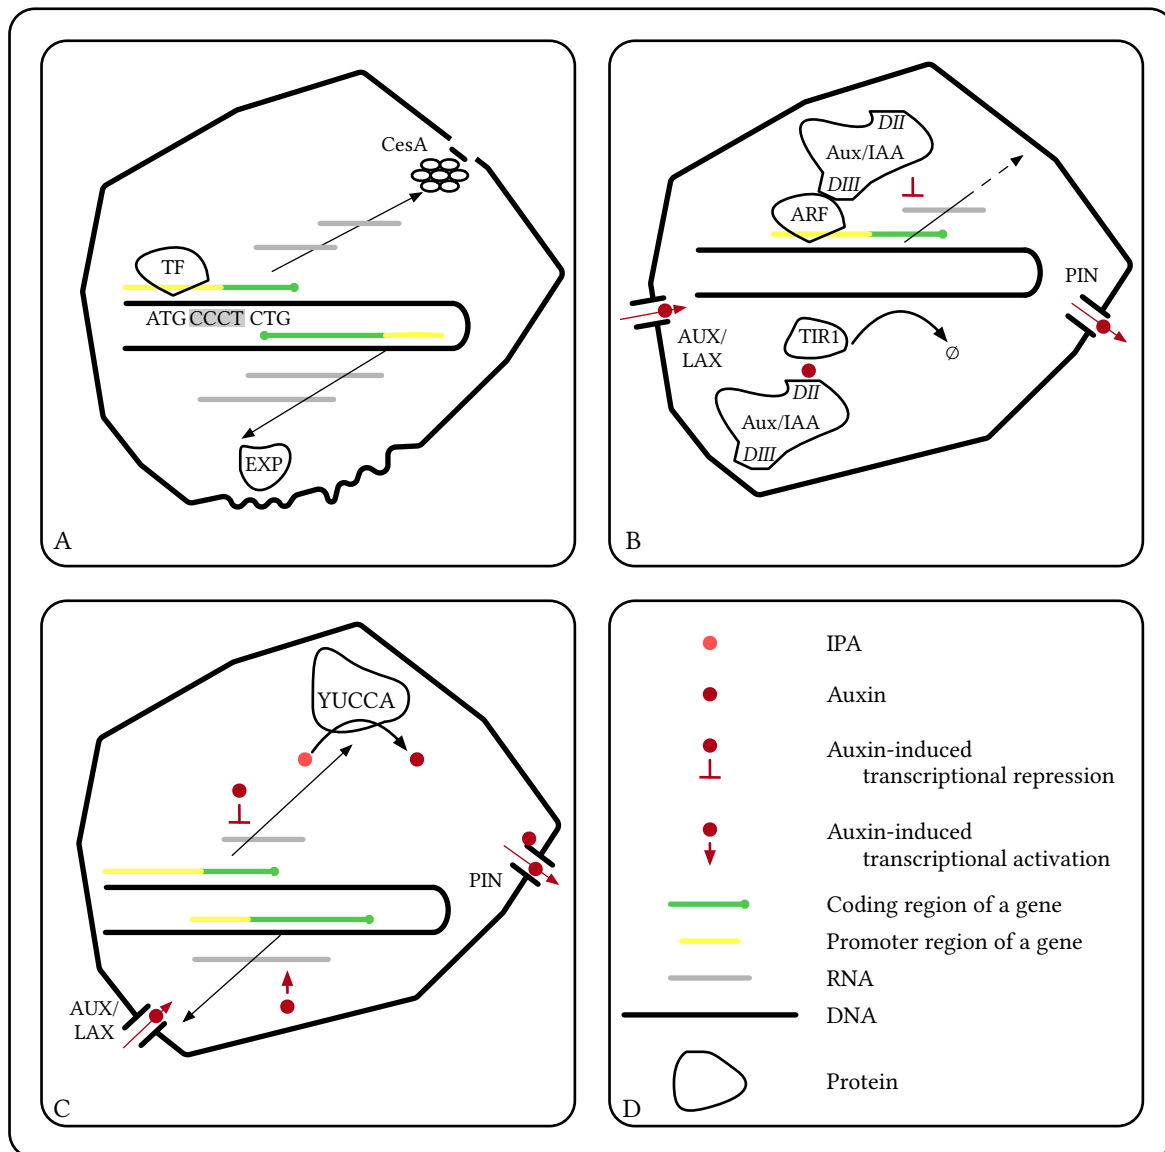 CesA
TF
ATG CCCT CTG
EXP
A
DII
Aux/IAA
DIII
ARF
PIN
AUX/
LAX
TIR1
∅
DII
Aux/IAA
DIII
B
YUCCA
PIN
AUX/
LAX
C
IPA
Auxin
Auxin-induced
transcriptional repression
Auxin-induced
transcriptional activation
Coding region of a gene
Promoter region of a gene
RNA
DNA
Protein
D